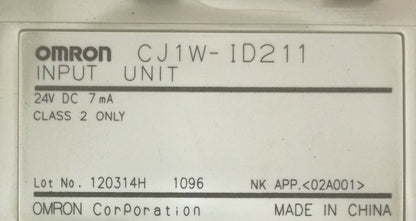 OMRON CJ1W-ID211
INPUT UNIT
24V DC 7mA
CLASS 2 ONLY
Lot No. 120314H 1096 NK APP.<02A001>
OMRON Corporation MADE IN CHINA